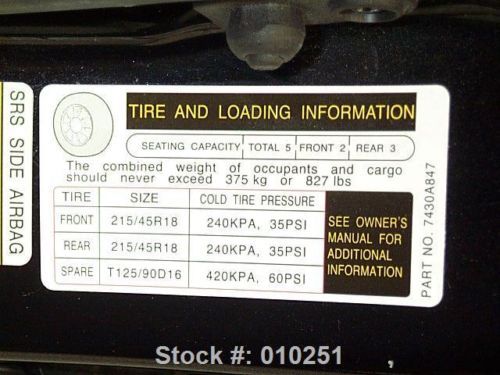 SRS SIDE AIRBAG
TIRE AND LOADING INFORMATION
SEATING CAPACITY TOTAL 5 FRONT 2 REAR 3
The combined weight of occupants and cargo
should never exceed 375 kg or 827 lbs
TIRE SIZE COLD TIRE PRESSURE
FRONT 215/45R18 240KPA, 35PSI
REAR 215/45R18 240KPA, 35PSI
SPARE T125/90D16 420KPA, 60PSI
SEE OWNER'S
MANUAL FOR
ADDITIONAL
INFORMATION
PART NO. 7430A847
Stock #: 010251 ,